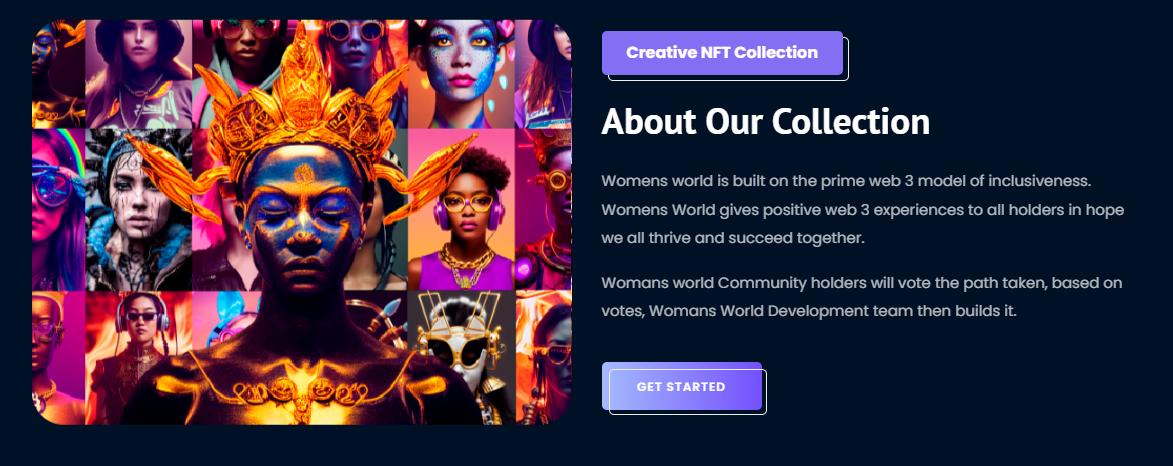 Creative NFT Collection
About Our Collection
Womens world is built on the prime web 3 model of inclusiveness.
Womens World gives positive web 3 experiences to all holders in hope
we all thrive and succeed together.
Womans world Community holders will vote the path taken, based on
votes, Womans World Development team then builds it.
GET STARTED